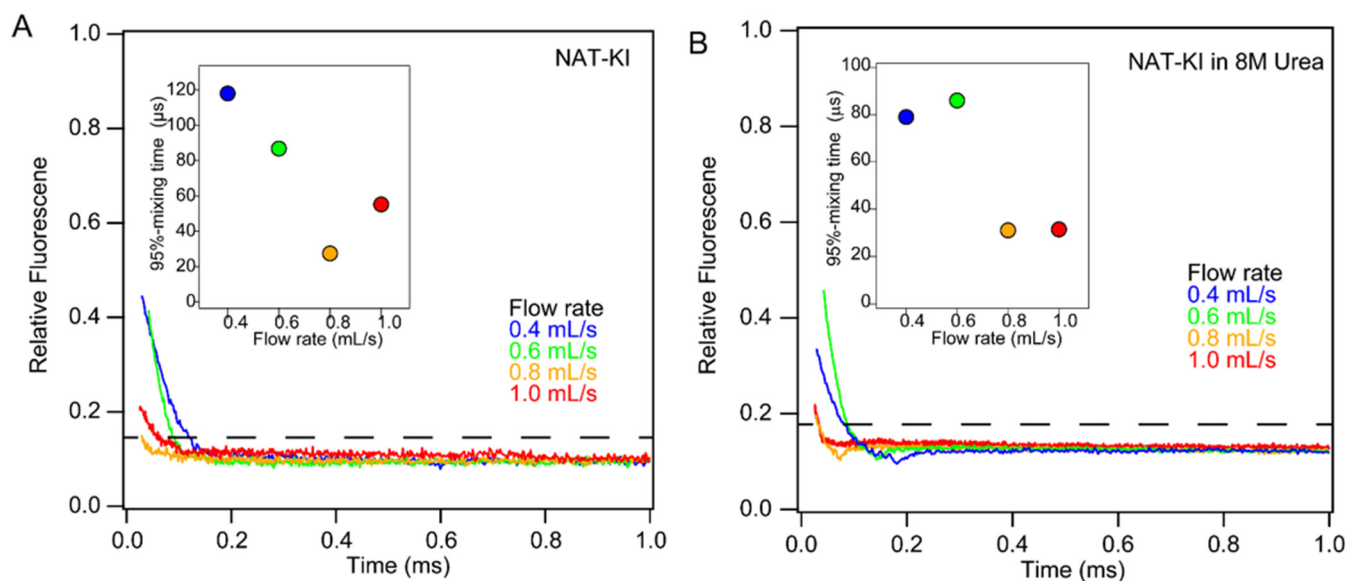 A
NAT-KI
Relative Fluorescene
1.0
0.8
0.6
0.4
0.2
0.0
95%-mixing time (µs)
120
100
80
60
40
20
0
0.4 0.6 0.8 1.0
Flow rate (mL/s)
Flow rate
0.4 mL/s
0.6 mL/s
0.8 mL/s
1.0 mL/s
0.0 0.2 0.4 0.6 0.8 1.0
Time (ms)
B
NAT-KI in 8M Urea
Relative Fluorescene
1.0
0.8
0.6
0.4
0.2
0.0
95%-mixing time (µs)
100
80
60
40
20
0
0.4 0.6 0.8 1.0
Flow rate (mL/s)
Flow rate
0.4 mL/s
0.6 mL/s
0.8 mL/s
1.0 mL/s
0.0 0.2 0.4 0.6 0.8 1.0
Time (ms)